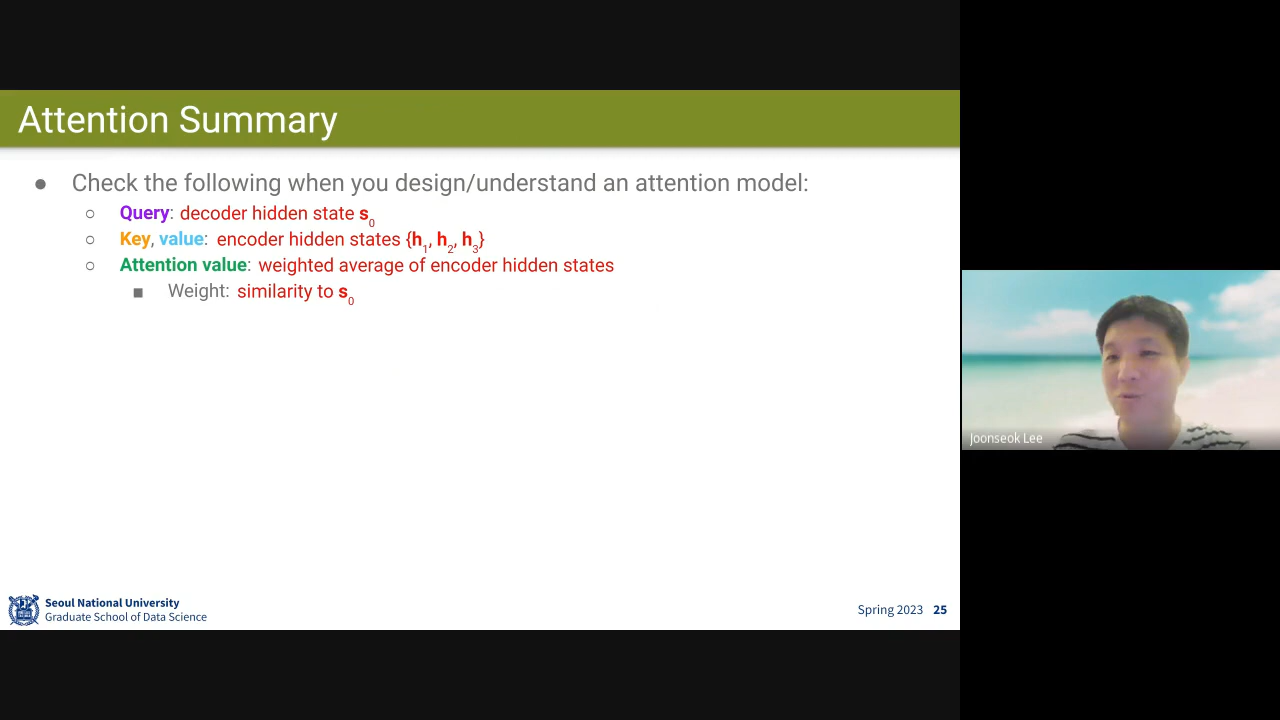 Attention Summary
● Check the following when you design/understand an attention model:
○ Query: decoder hidden state s₀
○ Key, value: encoder hidden states {h₁, h₂, h₃}
○ Attention value: weighted average of encoder hidden states
■ Weight: similarity to s₀
Joonseok Lee
Seoul National University
Graduate School of Data Science
Spring 2023 25